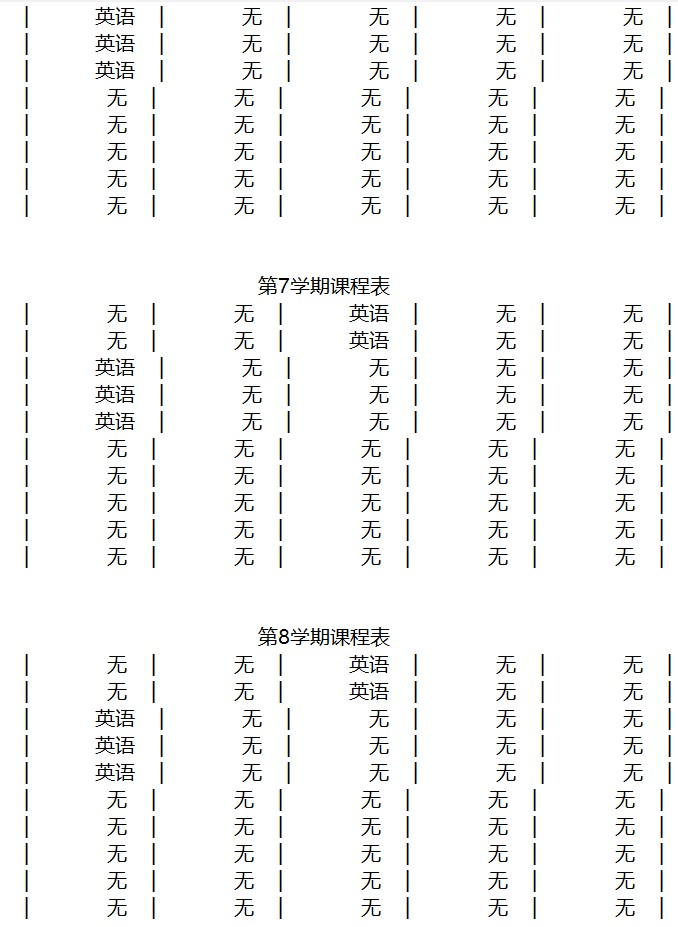 | 英语 | 无 | 无 | 无 | 无 |
| 英语 | 无 | 无 | 无 | 无 |
| 英语 | 无 | 无 | 无 | 无 |
| 无 | 无 | 无 | 无 | 无 |
| 无 | 无 | 无 | 无 | 无 |
| 无 | 无 | 无 | 无 | 无 |
| 无 | 无 | 无 | 无 | 无 |
| 无 | 无 | 无 | 无 | 无 |
第7学期课程表
| 无 | 无 | 英语 | 无 | 无 |
| 无 | 无 | 英语 | 无 | 无 |
| 英语 | 无 | 无 | 无 | 无 |
| 英语 | 无 | 无 | 无 | 无 |
| 英语 | 无 | 无 | 无 | 无 |
| 无 | 无 | 无 | 无 | 无 |
| 无 | 无 | 无 | 无 | 无 |
| 无 | 无 | 无 | 无 | 无 |
| 无 | 无 | 无 | 无 | 无 |
| 无 | 无 | 无 | 无 | 无 |
第8学期课程表
| 无 | 无 | 英语 | 无 | 无 |
| 无 | 无 | 英语 | 无 | 无 |
| 英语 | 无 | 无 | 无 | 无 |
| 英语 | 无 | 无 | 无 | 无 |
| 英语 | 无 | 无 | 无 | 无 |
| 无 | 无 | 无 | 无 | 无 |
| 无 | 无 | 无 | 无 | 无 |
| 无 | 无 | 无 | 无 | 无 |
| 无 | 无 | 无 | 无 | 无 |
| 无 | 无 | 无 | 无 | 无 |